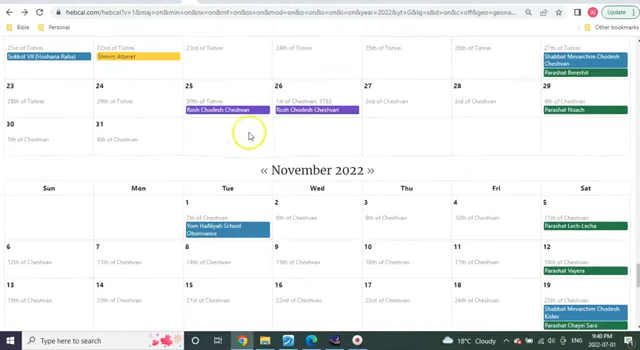 hebcal.com/hebcal?v=1&maj=on&min=on&nx=on&mf=on&ss=on&mod=on&o=on&s=on&i=on&year=2022&yt=G&lg=s&d=on&c=off&geo=geona...
Update
Bible
Personal
Other bookmarks
21st of Tishrei
22nd of Tishrei
23rd of Tishrei
24th of Tishrei
25th of Tishrei
26th of Tishrei
27th of Tishrei
Sukkot VII (Hoshana Raba)
Shmini Atzeret
Shabbat Mevarchim Chodesh
Cheshvan
Parashat Bereshit
23 24 25 26 27 28 29
28th of Tishrei
29th of Tishrei
30th of Tishrei
1st of Cheshvan, 5783
2nd of Cheshvan
3rd of Cheshvan
4th of Cheshvan
Rosh Chodesh Cheshvan
Rosh Chodesh Cheshvan
Parashat Noach
30 31
5th of Cheshvan
6th of Cheshvan
« November 2022 »
Sun Mon Tue Wed Thu Fri Sat
1 2 3 4 5
7th of Cheshvan
8th of Cheshvan
9th of Cheshvan
10th of Cheshvan
11th of Cheshvan
Yom HaAliyah School
Observance
Parashat Lech-Lecha
6 7 8 9 10 11 12
12th of Cheshvan
13th of Cheshvan
14th of Cheshvan
15th of Cheshvan
16th of Cheshvan
17th of Cheshvan
18th of Cheshvan
Parashat Vayera
13 14 15 16 17 18 19
19th of Cheshvan
20th of Cheshvan
21st of Cheshvan
22nd of Cheshvan
23rd of Cheshvan
24th of Cheshvan
25th of Cheshvan
Shabbat Mevarchim Chodesh
Kislev
Parashat Chayei Sara
Type here to search
18°C Cloudy
ENG
9:40 PM
2022-07-01